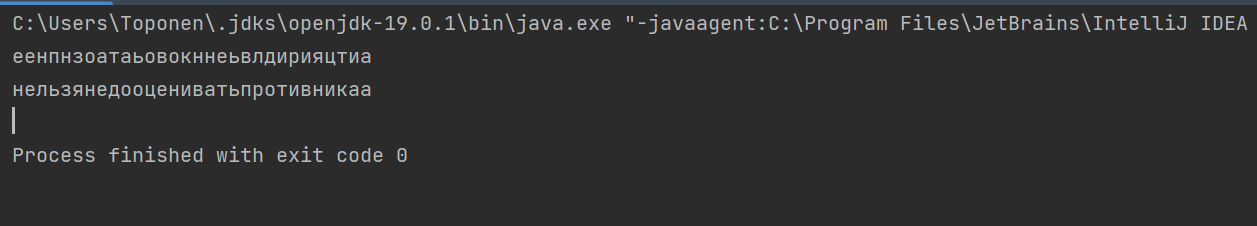 C:\Users\Toponen\.jdks\openjdk-19.0.1\bin\java.exe "-javaagent:C:\Program Files\JetBrains\IntelliJ IDEA
еенпнзоатаьовокннеьвлдирияцтиа
нельзянедооцениватьпротивникаа
Process finished with exit code 0